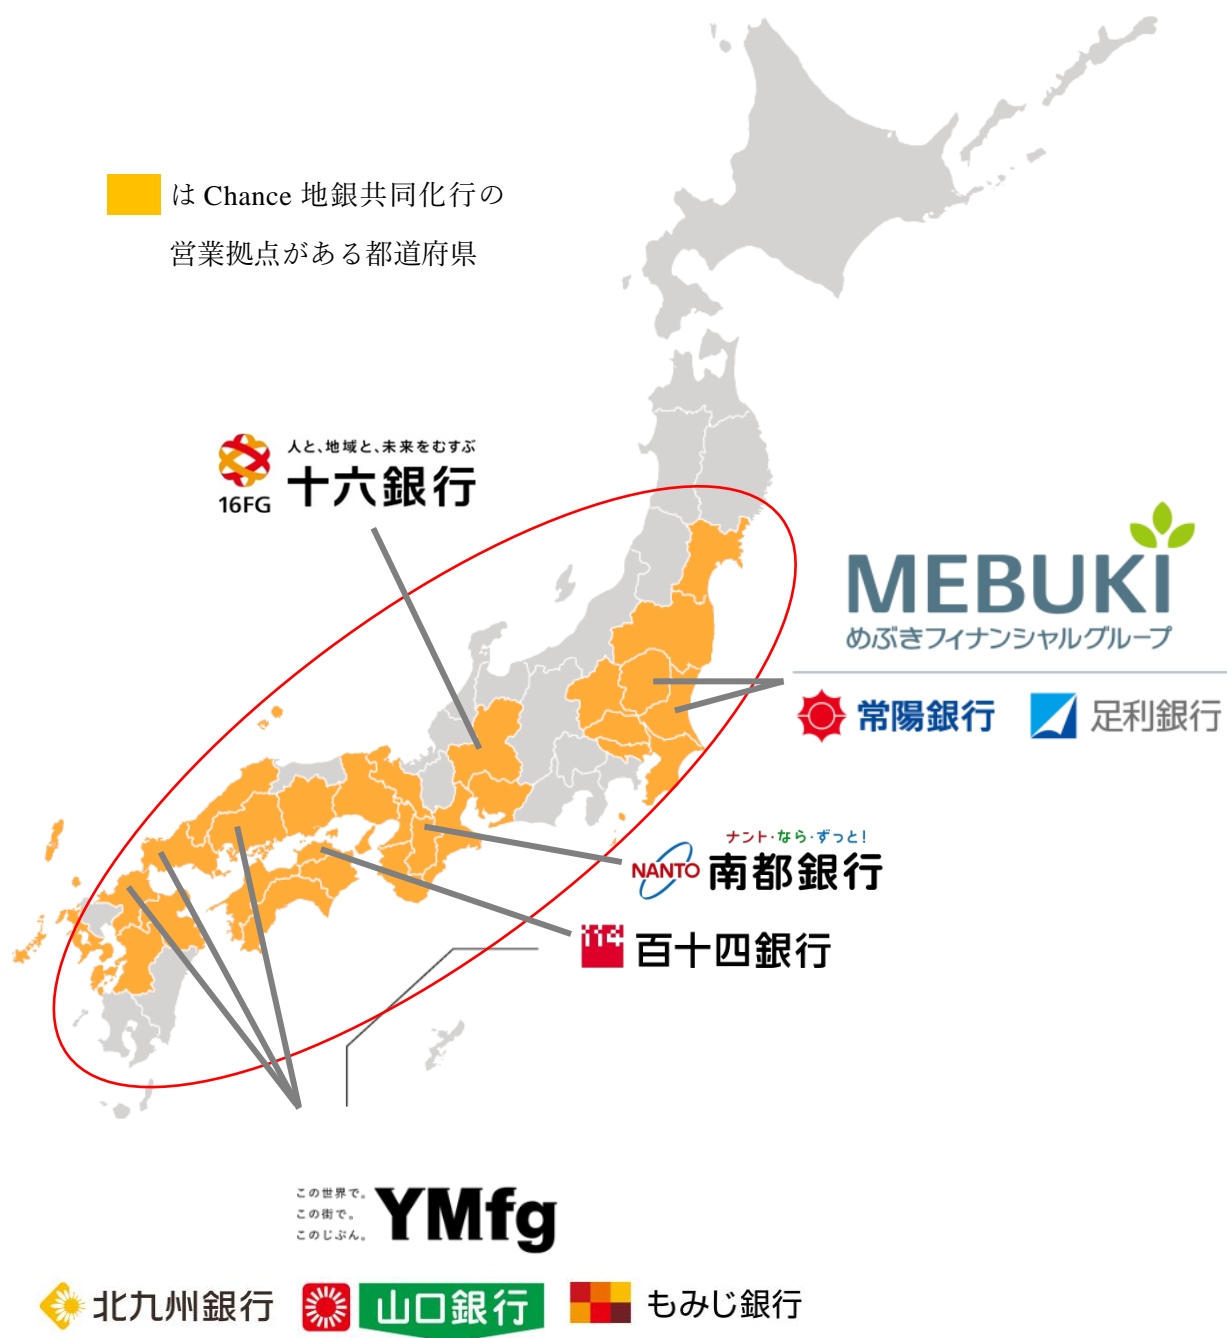 は Chance 地銀共同化行の
営業拠点がある都道府県
人と、地域と、未来をむすぶ
十六銀行
16FG
MEBUKI
めぶきフィナンシャルグループ
常陽銀行
足利銀行
ナント・なら・ずっと!
NANTO 南都銀行
114 百十四銀行
この世界で。
この街で。
このじぶん。
YMfg
北九州銀行
山口銀行
もみじ銀行